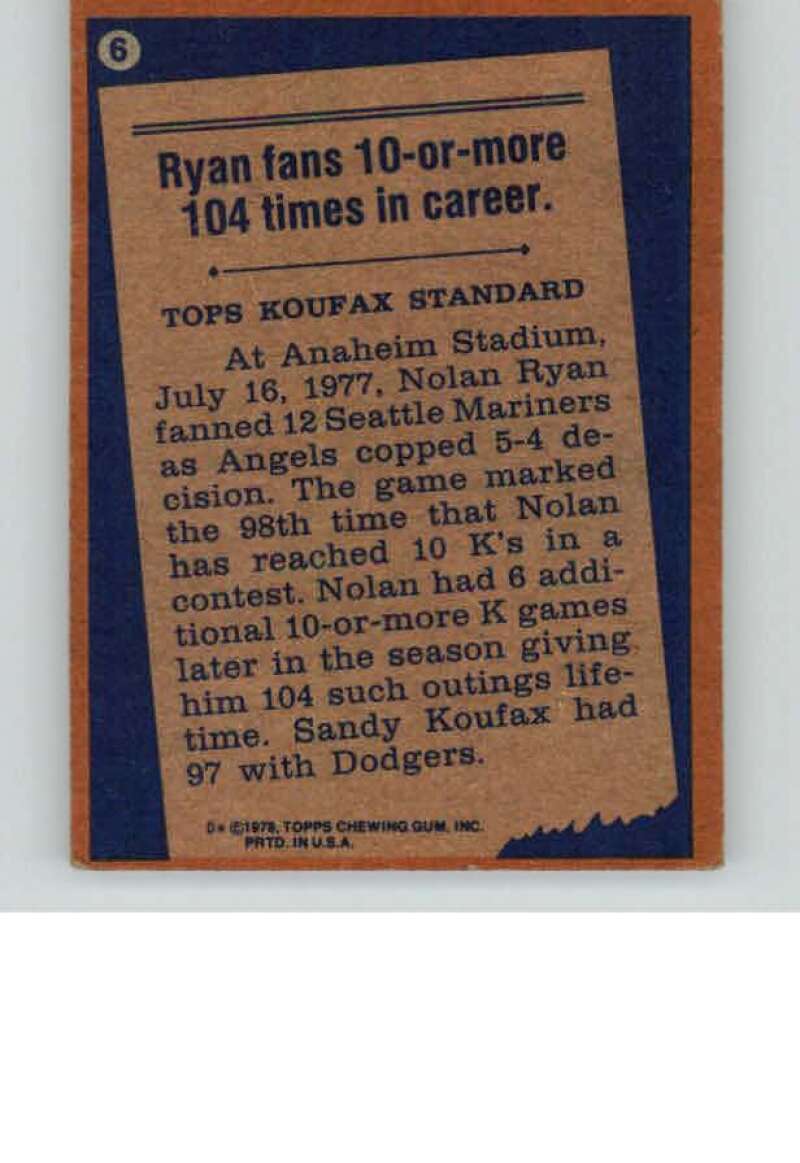 6
Ryan fans 10-or-more
104 times in career.
TOPS KOUFAX STANDARD
At Anaheim Stadium,
July 16, 1977, Nolan Ryan
fanned 12 Seattle Mariners
as Angels copped 5-4 de-
cision. The game marked
the 98th time that Nolan
has reached 10 K's in a
contest. Nolan had 6 addi-
tional 10-or-more K games
later in the season giving
him 104 such outings life-
time. Sandy Koufax had
97 with Dodgers.
D* ©1978, TOPPS CHEWING GUM, INC.
PRTD. IN U.S.A.